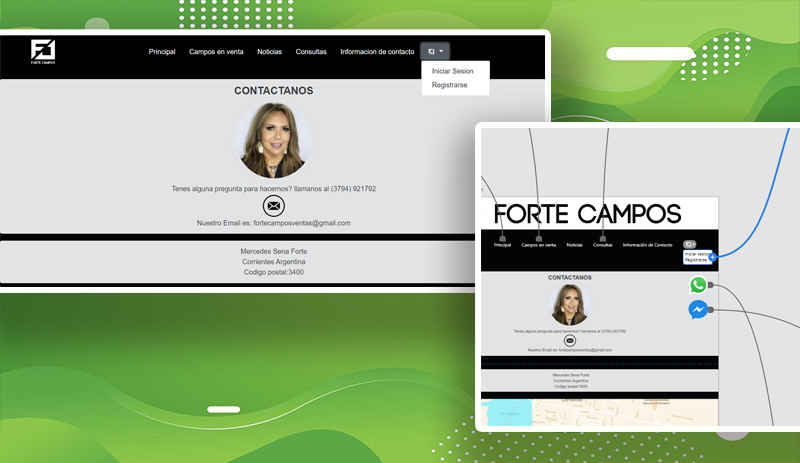 FORTE CAMPOS
Principal
Campos en venta
Noticias
Consultas
Informacion de contacto
Iniciar Sesion
Registrarse
CONTACTANOS
Tenes alguna pregunta para hacernos? llamanos al (3794) 921792
Nuestro Email es: fortecamposventas@gmail.com
Mercedes Sena Forte
Corrientes Argentina
Codigo postal:3400
FORTE CAMPOS
Principal
Campos en venta
Noticias
Consultas
Información de Contacto
Iniciar sesion
Registrarse
CONTACTANOS
Tenes alguna pregunta para hacernos? llamanos al (3794) 921792
Nuestro Email es: fortecamposventas@gmail.com
Mercedes Sena Forte
Corrientes Argentina
Codigo postal:3400
Corrientes